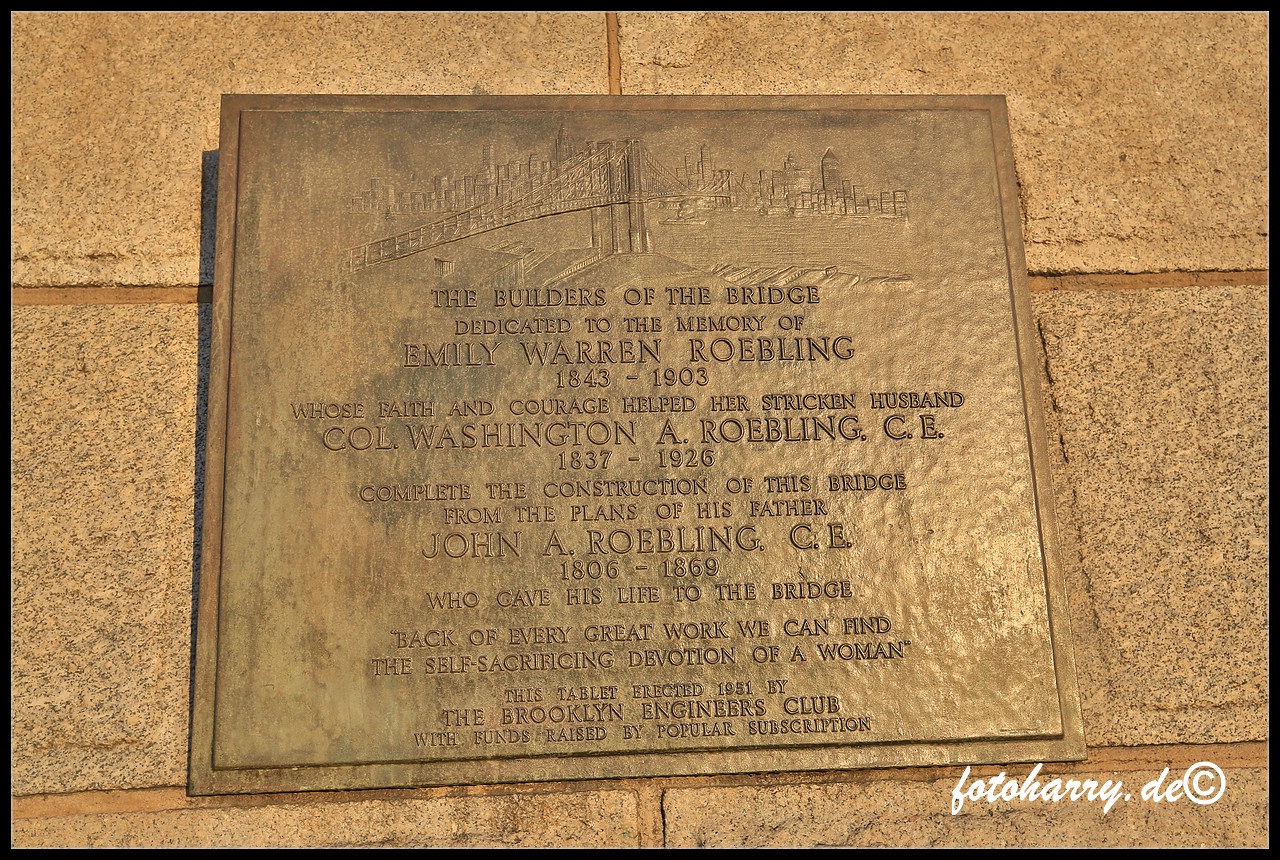 THE BUILDERS OF THE BRIDGE
DEDICATED TO THE MEMORY OF
EMILY WARREN ROEBLING
1843 - 1903
WHOSE FAITH AND COURAGE HELPED HER STRICKEN HUSBAND
COL. WASHINGTON A. ROEBLING, C.E.
1837 - 1926
COMPLETE THE CONSTRUCTION OF THIS BRIDGE
FROM THE PLANS OF HIS FATHER
JOHN A. ROEBLING, C.E.
1806 - 1869
WHO GAVE HIS LIFE TO THE BRIDGE
"BACK OF EVERY GREAT WORK WE CAN FIND
THE SELF-SACRIFICING DEVOTION OF A WOMAN"
THIS TABLET ERECTED 1951 BY
THE BROOKLYN ENGINEERS CLUB
WITH FUNDS RAISED BY POPULAR SUBSCRIPTION
fotoharry.de©